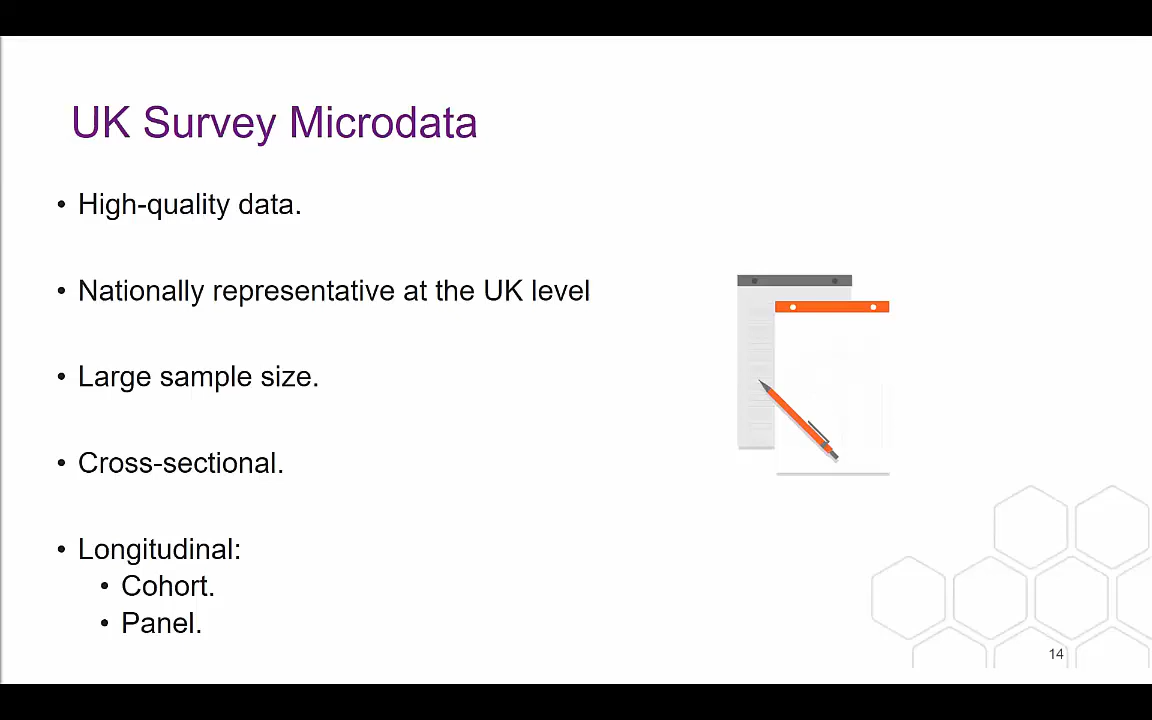 UK Survey Microdata
• High-quality data.
• Nationally representative at the UK level
• Large sample size.
• Cross-sectional.
• Longitudinal:
• Cohort.
• Panel.
14